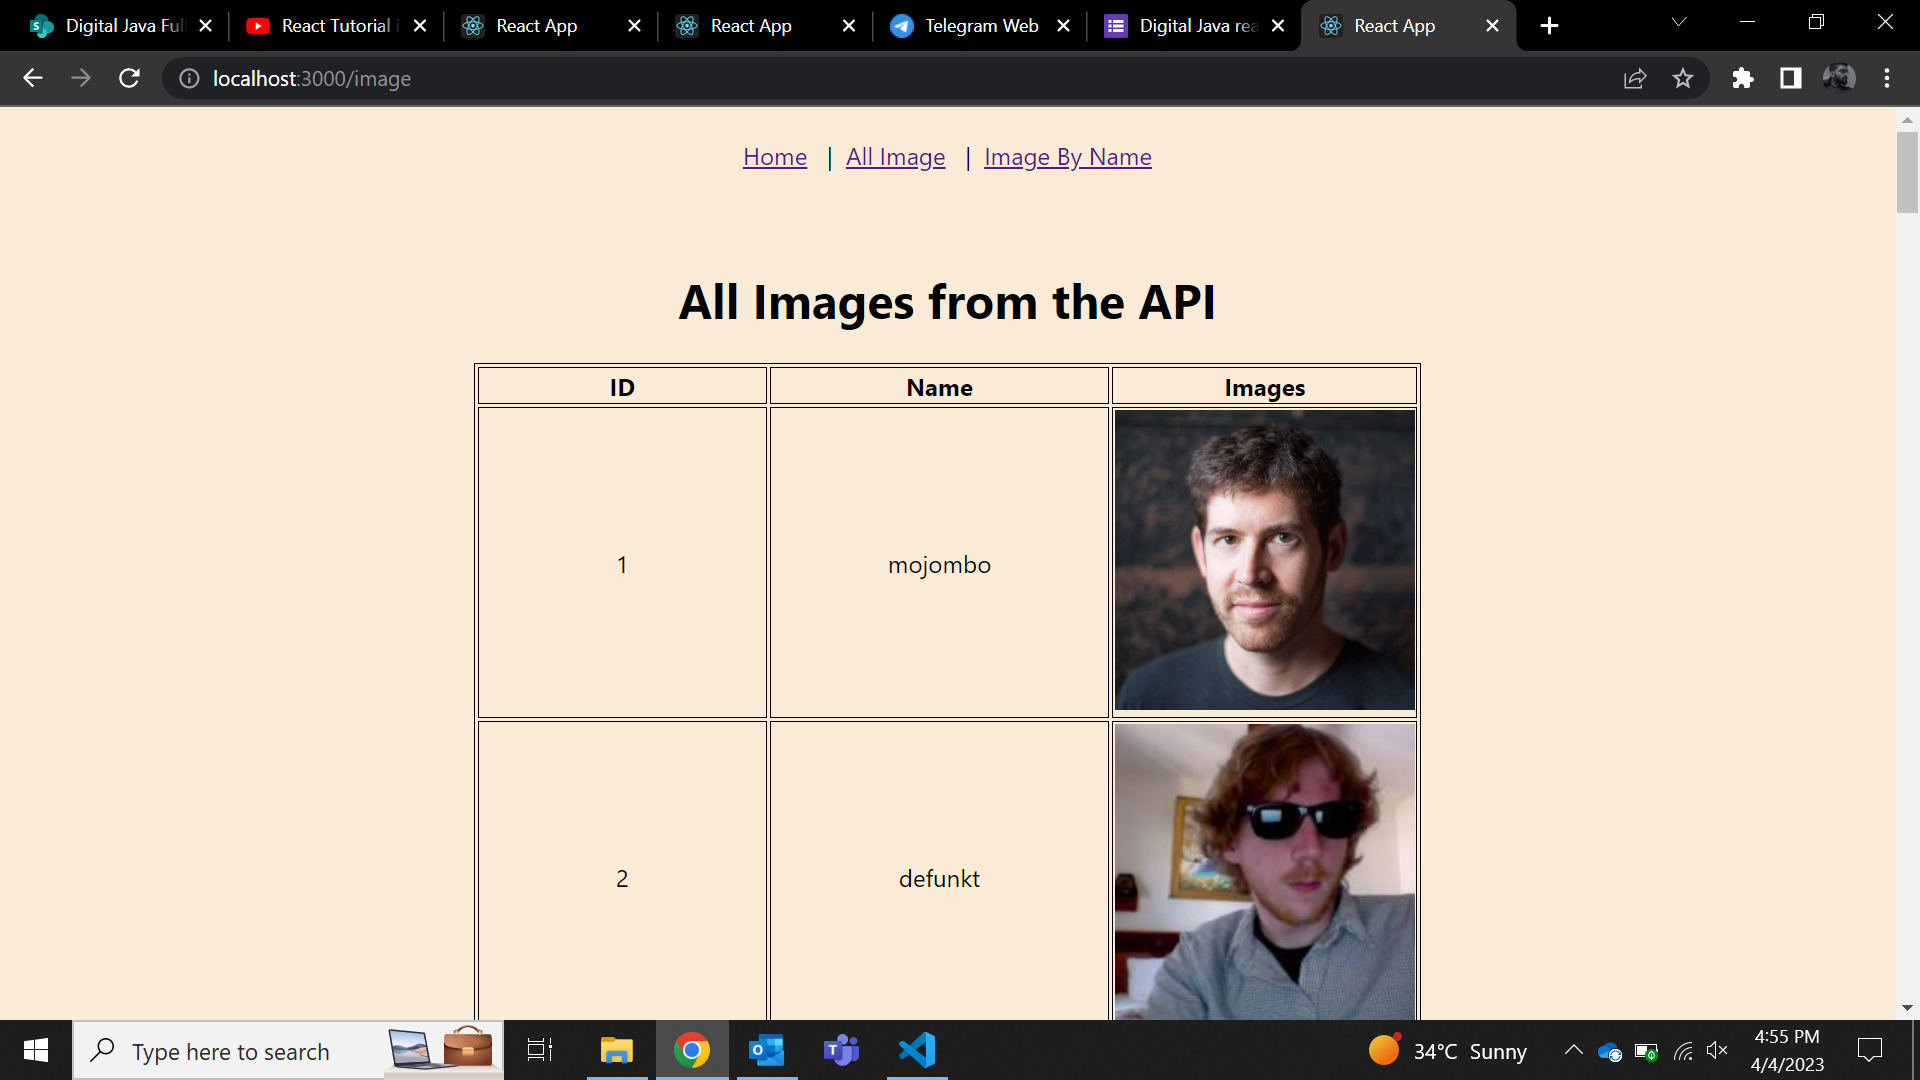 Digital Java Ful
React Tutorial i
React App
React App
Telegram Web
Digital Java rea
React App
localhost:3000/image
Home | All Image | Image By Name
All Images from the API
ID Name Images
1 mojombo
2 defunkt
Type here to search
34°C Sunny
4:55 PM
4/4/2023